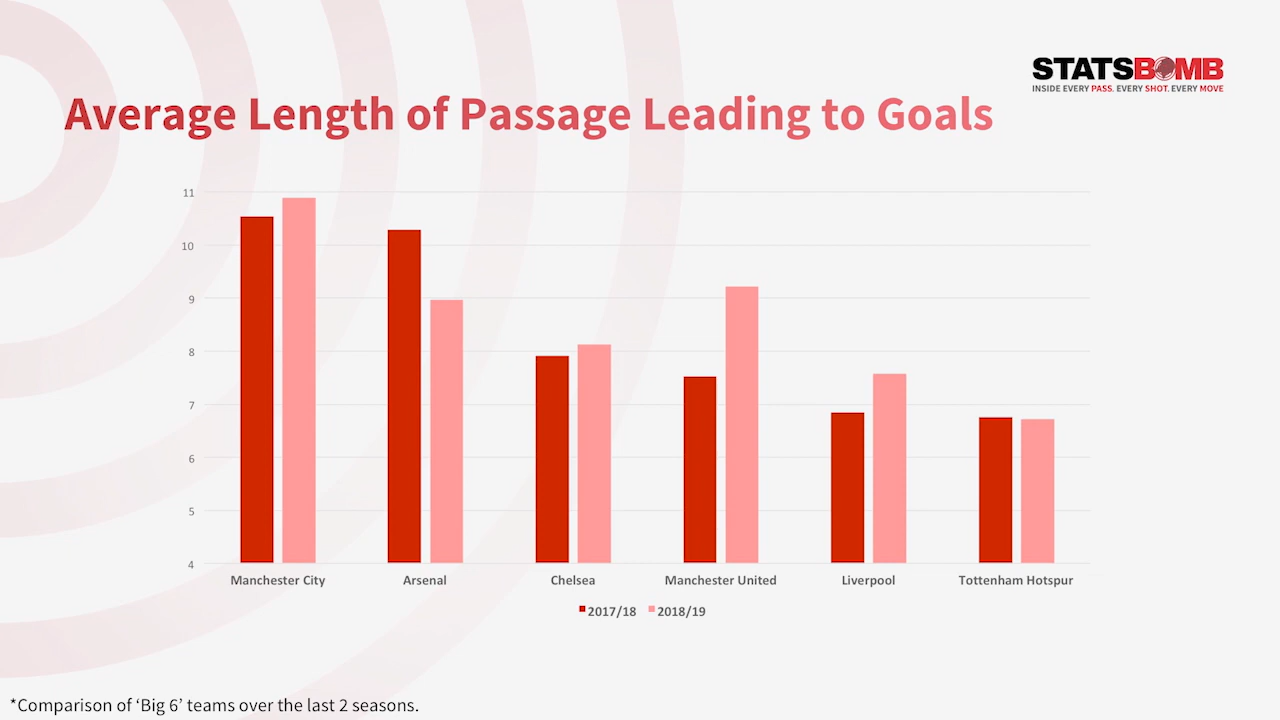 STATSBOMB
INSIDE EVERY PASS. EVERY SHOT. EVERY MOVE
Average Length of Passage Leading to Goals
11
10
9
8
7
6
5
4
Manchester City Arsenal Chelsea Manchester United Liverpool Tottenham Hotspur
2017/18 2018/19
*Comparison of ‘Big 6’ teams over the last 2 seasons.